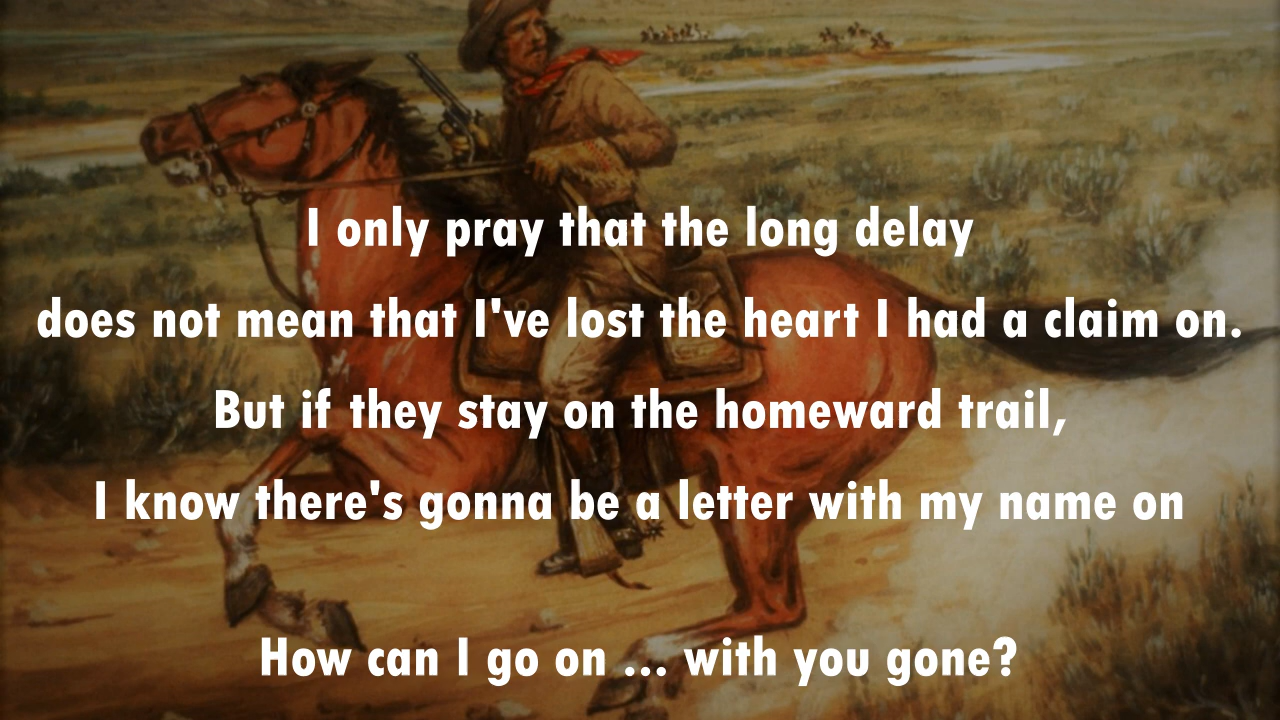 I only pray that the long delay
does not mean that I've lost the heart I had a claim on.
But if they stay on the homeward trail,
I know there's gonna be a letter with my name on
How can I go on ... with you gone?